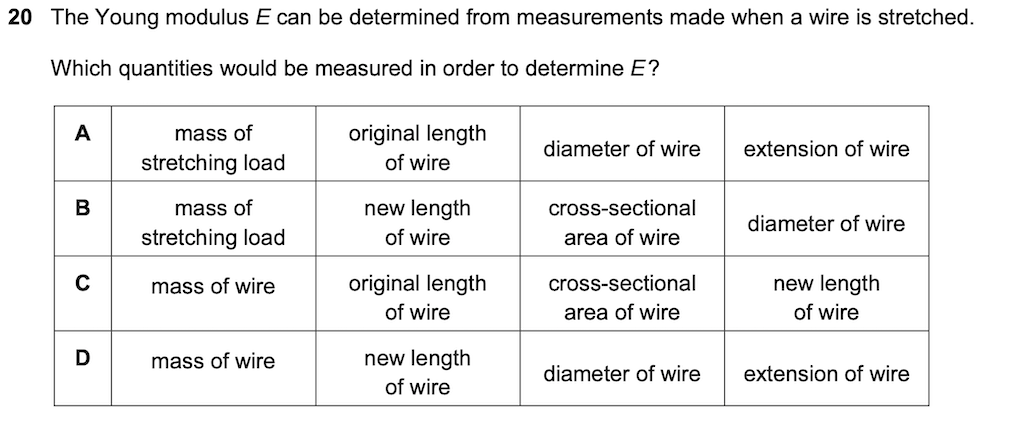 20 The Young modulus E can be determined from measurements made when a wire is stretched.
Which quantities would be measured in order to determine E?
A mass of stretching load original length of wire diameter of wire extension of wire
B mass of stretching load new length of wire cross-sectional area of wire diameter of wire
C mass of wire original length of wire cross-sectional area of wire new length of wire
D mass of wire new length of wire diameter of wire extension of wire